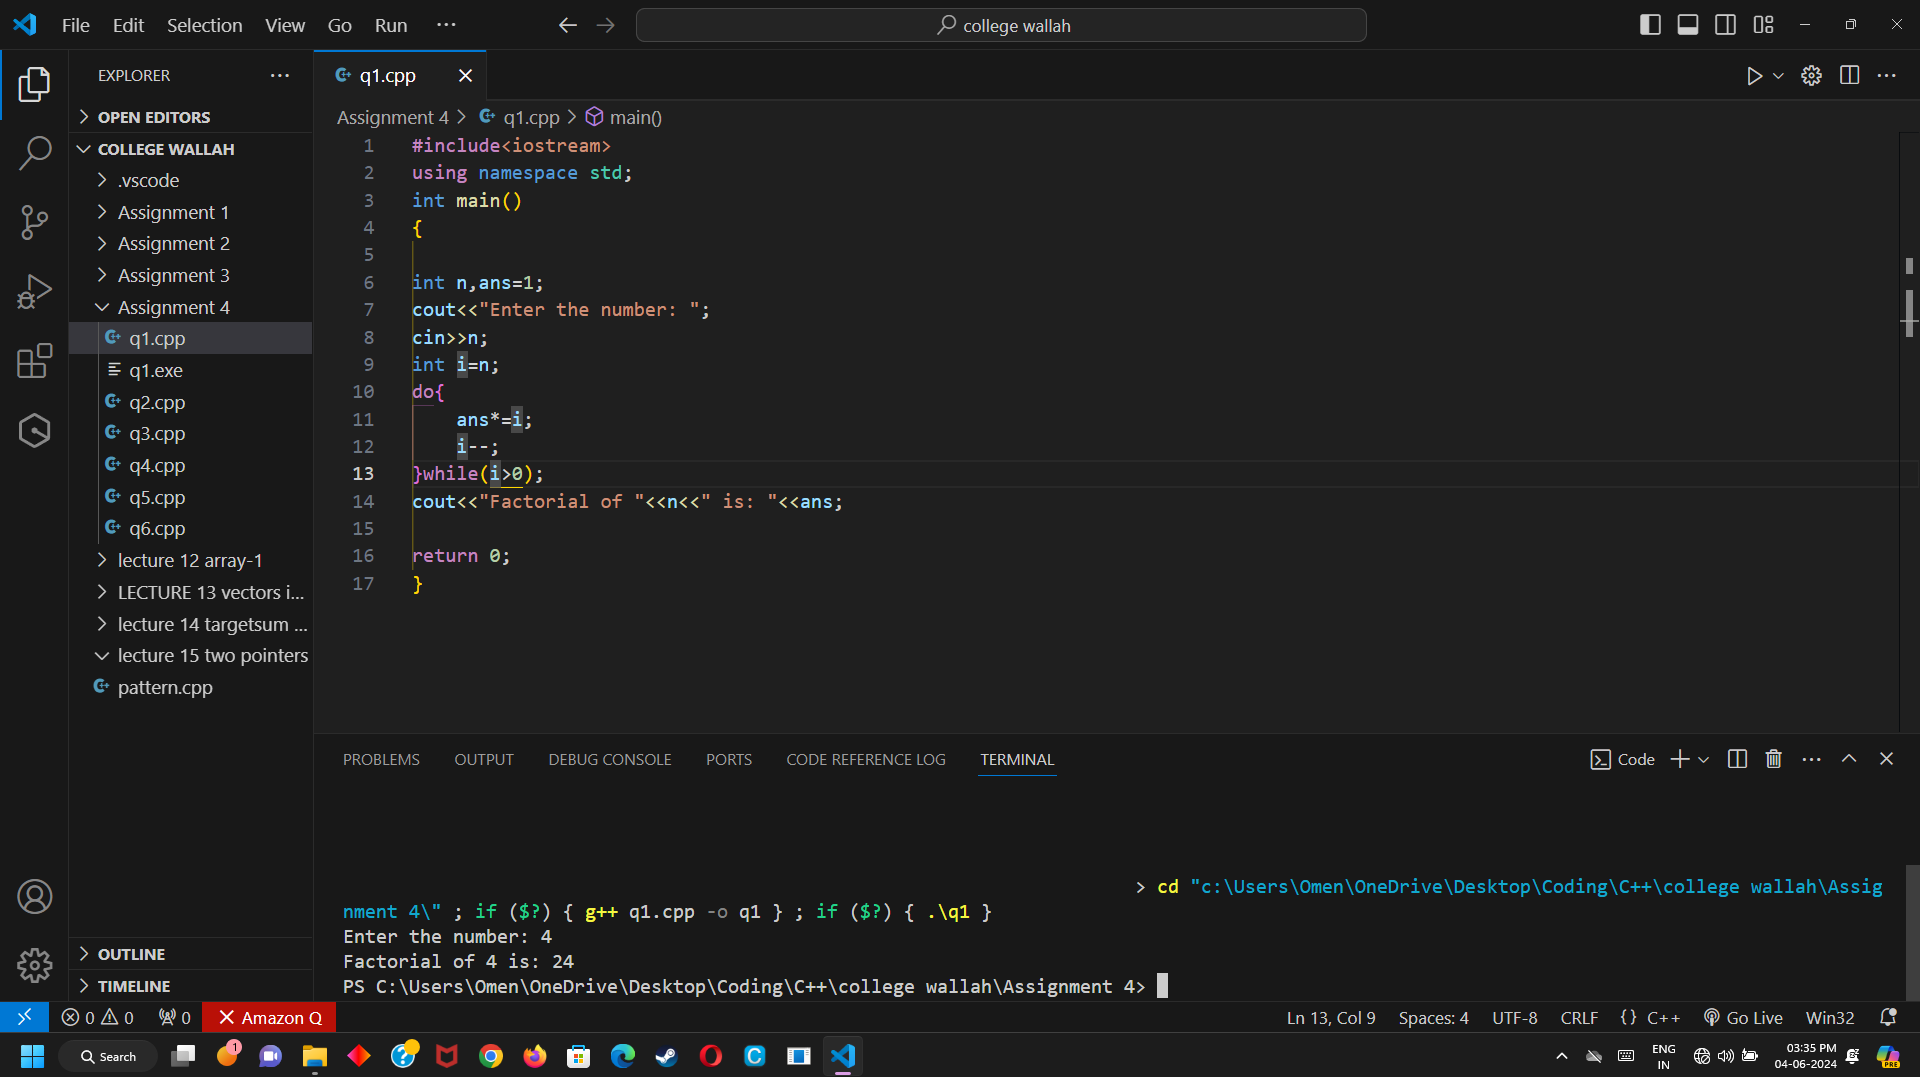 File Edit Selection View Go Run ...
college wallah
EXPLORER
OPEN EDITORS
COLLEGE WALLAH
.vscode
Assignment 1
Assignment 2
Assignment 3
Assignment 4
q1.cpp
q1.exe
q2.cpp
q3.cpp
q4.cpp
q5.cpp
q6.cpp
lecture 12 array-1
LECTURE 13 vectors i...
lecture 14 targetsum ...
lecture 15 two pointers
pattern.cpp
OUTLINE
TIMELINE
q1.cpp
Assignment 4 > q1.cpp > main()
1 #include<iostream>
2 using namespace std;
3 int main()
4 {
5
6 int n,ans=1;
7 cout<<"Enter the number: ";
8 cin>>n;
9 int i=n;
10 do{
11 ans*=i;
12 i--;
13 }while(i>0);
14 cout<<"Factorial of "<<n<<" is: "<<ans;
15
16 return 0;
17 }
PROBLEMS OUTPUT DEBUG CONSOLE PORTS CODE REFERENCE LOG TERMINAL
Code
> cd "c:\Users\Omen\OneDrive\Desktop\Coding\C++\college wallah\Assig
nment 4\" ; if ($?) { g++ q1.cpp -o q1 } ; if ($?) { .\q1 }
Enter the number: 4
Factorial of 4 is: 24
PS C:\Users\Omen\OneDrive\Desktop\Coding\C++\college wallah\Assignment 4>
0 0 0 Amazon Q
Ln 13, Col 9 Spaces: 4 UTF-8 CRLF {} C++ Go Live Win32
Search
1
ENG
IN
03:35 PM
04-06-2024
PRE